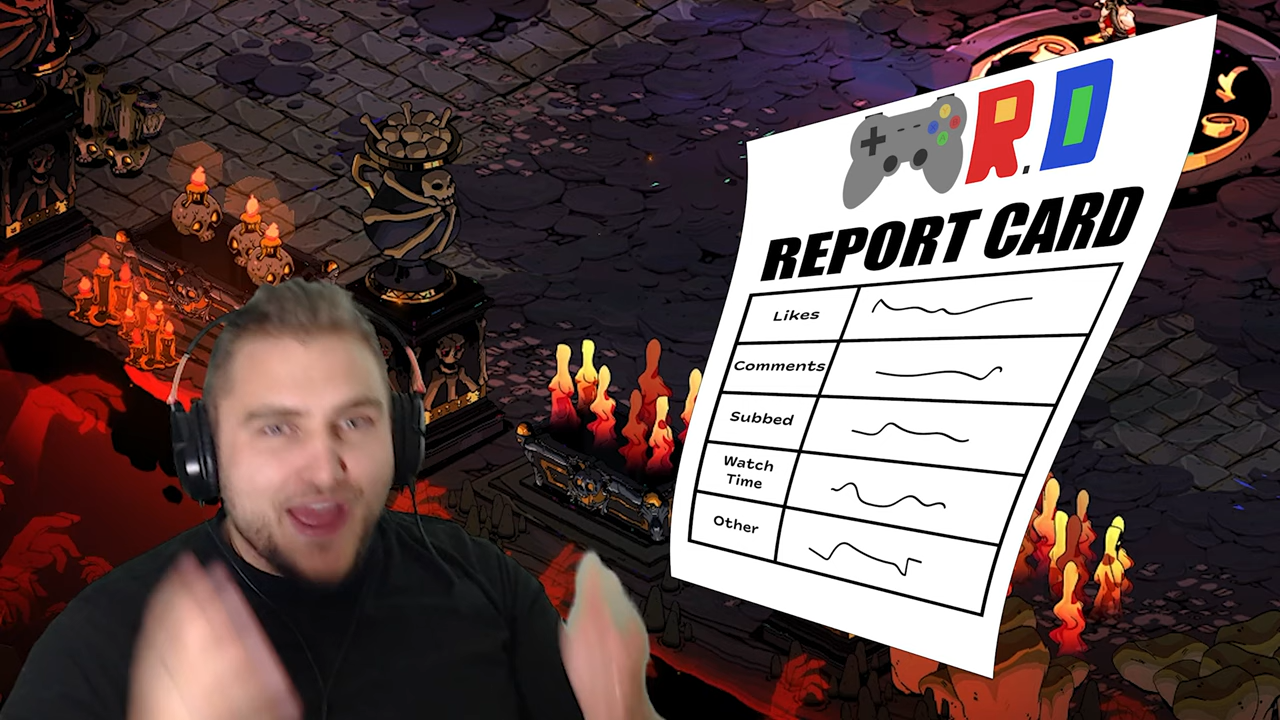 R.D
REPORT CARD
Likes
Comments
Subbed
Watch
Time
Other